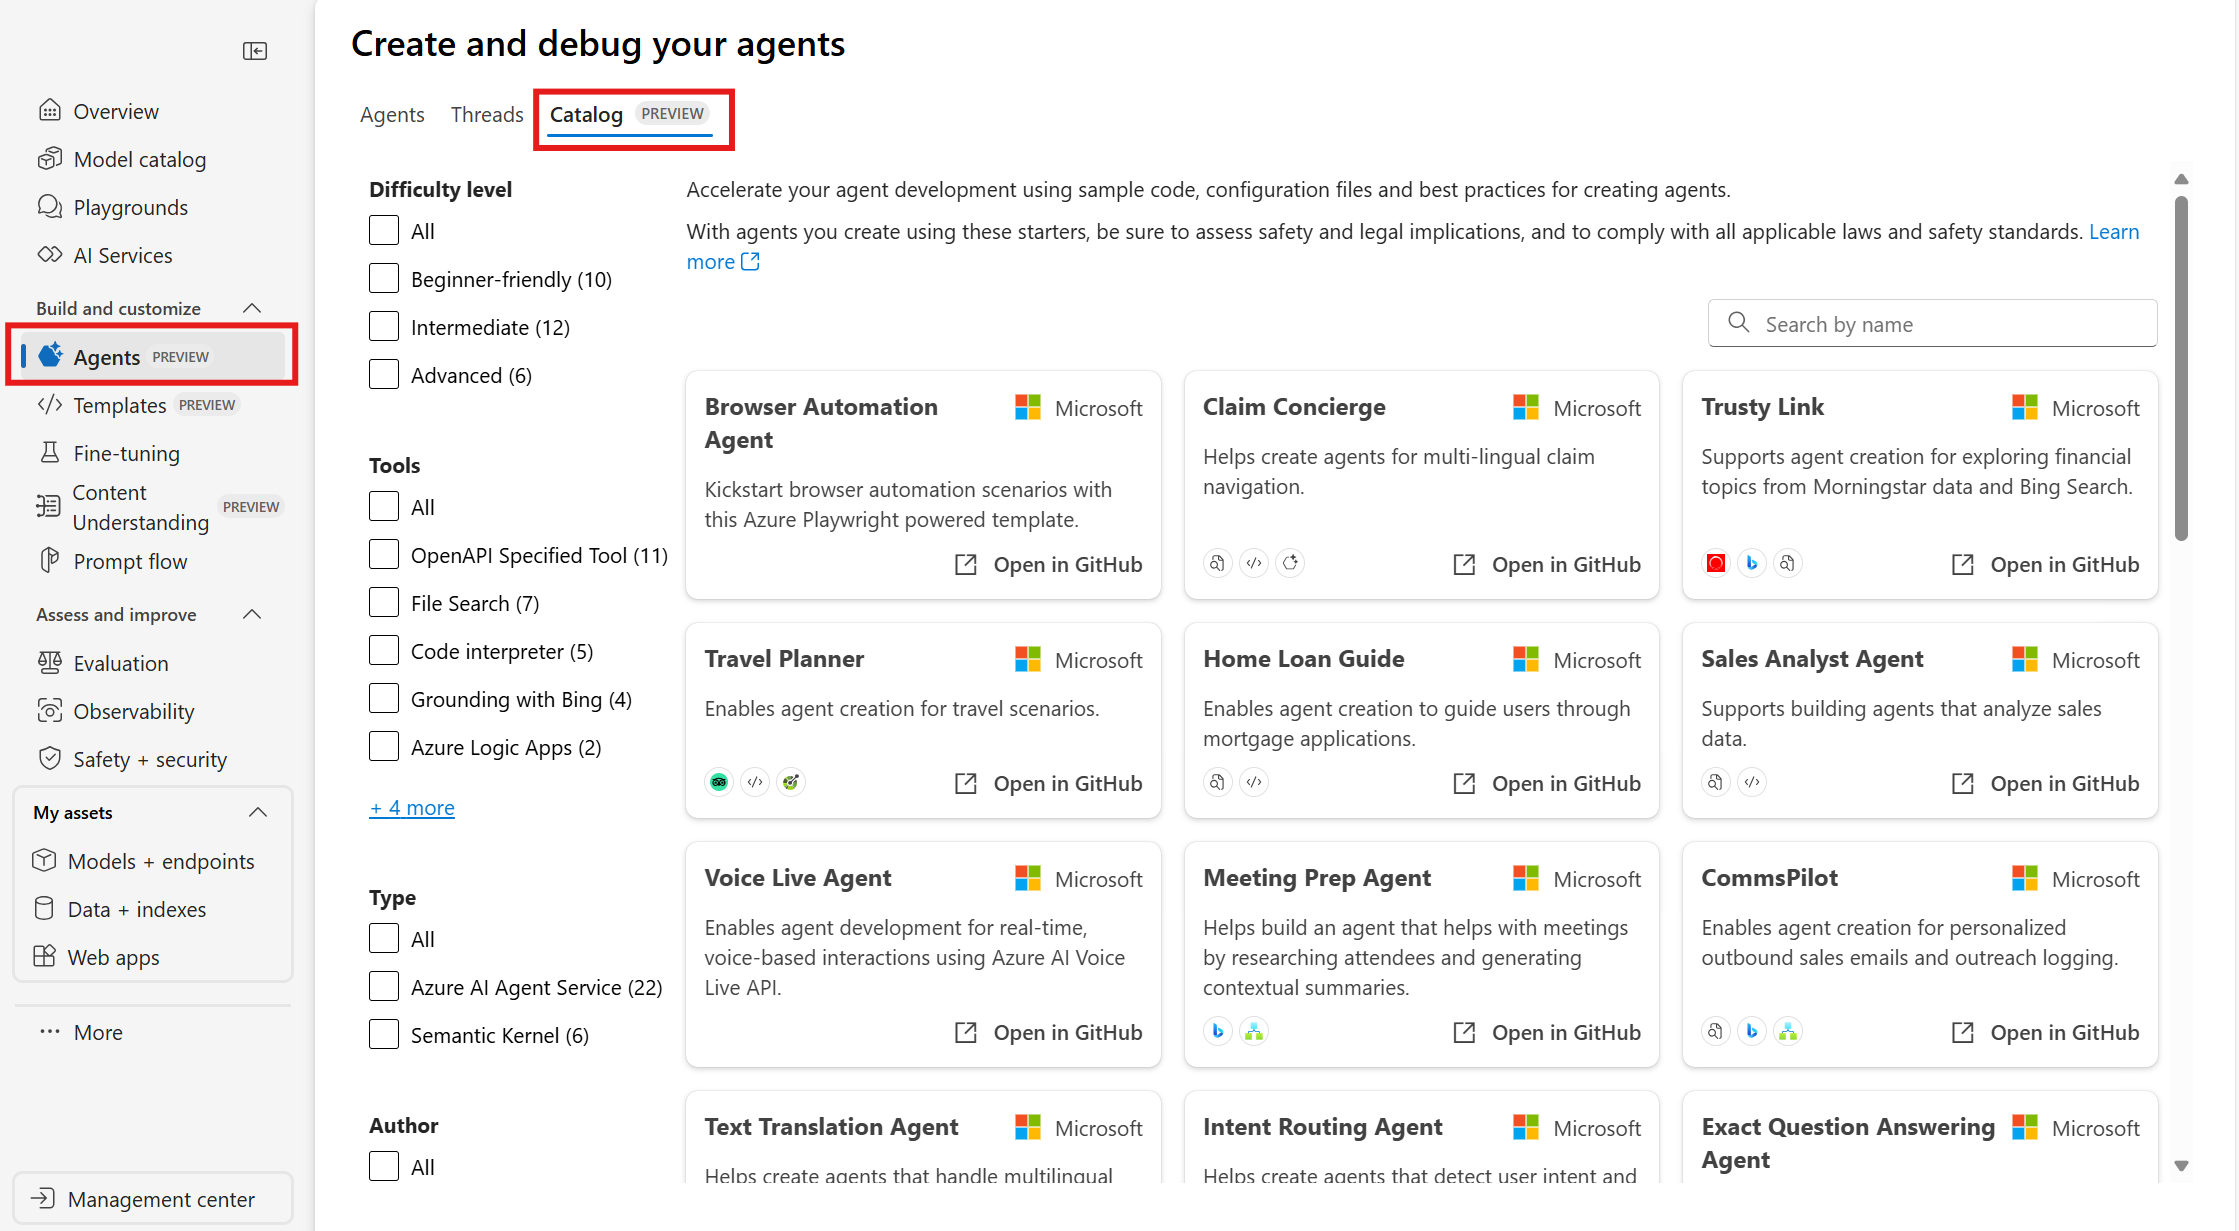 Overview
Model catalog
Playgrounds
AI Services
Build and customize
Agents PREVIEW
Templates PREVIEW
Fine-tuning
Content
Understanding PREVIEW
Prompt flow
Assess and improve
Evaluation
Observability
Safety + security
My assets
Models + endpoints
Data + indexes
Web apps
More
Management center
Create and debug your agents
Agents Threads Catalog PREVIEW
Difficulty level
All
Beginner-friendly (10)
Intermediate (12)
Advanced (6)
Tools
All
OpenAPI Specified Tool (11)
File Search (7)
Code interpreter (5)
Grounding with Bing (4)
Azure Logic Apps (2)
+ 4 more
Type
All
Azure AI Agent Service (22)
Semantic Kernel (6)
Author
All
Accelerate your agent development using sample code, configuration files and best practices for creating agents.
With agents you create using these starters, be sure to assess safety and legal implications, and to comply with all applicable laws and safety standards. Learn
more
Search by name
Browser Automation
Agent
Microsoft
Kickstart browser automation scenarios with
this Azure Playwright powered template.
Open in GitHub
Claim Concierge
Microsoft
Helps create agents for multi-lingual claim
navigation.
Open in GitHub
Trusty Link
Microsoft
Supports agent creation for exploring financial
topics from Morningstar data and Bing Search.
Open in GitHub
Travel Planner
Microsoft
Enables agent creation for travel scenarios.
Open in GitHub
Home Loan Guide
Microsoft
Enables agent creation to guide users through
mortgage applications.
Open in GitHub
Sales Analyst Agent
Microsoft
Supports building agents that analyze sales
data.
Open in GitHub
Voice Live Agent
Microsoft
Enables agent development for real-time,
voice-based interactions using Azure AI Voice
Live API.
Open in GitHub
Meeting Prep Agent
Microsoft
Helps build an agent that helps with meetings
by researching attendees and generating
contextual summaries.
Open in GitHub
CommsPilot
Microsoft
Enables agent creation for personalized
outbound sales emails and outreach logging.
Open in GitHub
Text Translation Agent
Microsoft
Helps create agents that handle multilingual
Intent Routing Agent
Microsoft
Helps create agents that detect user intent and
Exact Question Answering
Agent
Microsoft